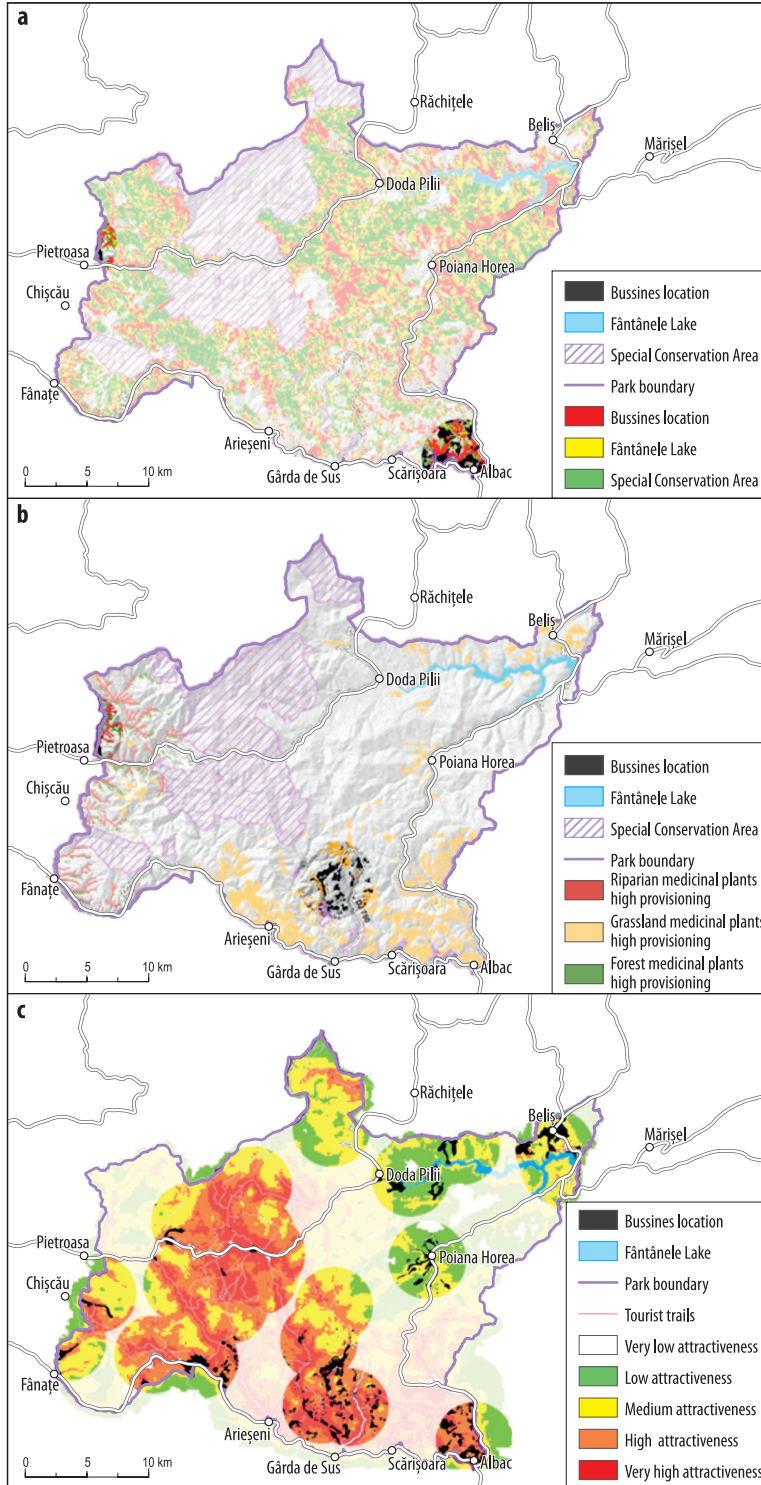 a
Răchițele
Beliș
Mărișel
Doda Pilii
Pietroasa
Poiana Horea
Chișcău
Fânațe
Arieșeni
Gârda de Sus
Scărișoara
Albac
0 5 10 km
Bussines location
Fântânele Lake
Special Conservation Area
Park boundary
Bussines location
Fântânele Lake
Special Conservation Area
b
Răchițele
Beliș
Mărișel
Doda Pilii
Pietroasa
Poiana Horea
Chișcău
Fânațe
Arieșeni
Gârda de Sus
Scărișoara
Albac
0 5 10 km
Bussines location
Fântânele Lake
Special Conservation Area
Park boundary
Riparian medicinal plants
high provisioning
Grassland medicinal plants
high provisioning
Forest medicinal plants
high provisioning
c
Răchițele
Beliș
Mărișel
Doda Pilii
Pietroasa
Poiana Horea
Chișcău
Fânațe
Arieșeni
Gârda de Sus
Scărișoara
Albac
0 5 10 km
Bussines location
Fântânele Lake
Park boundary
Tourist trails
Very low attractiveness
Low attractiveness
Medium attractiveness
High attractiveness
Very high attractiveness